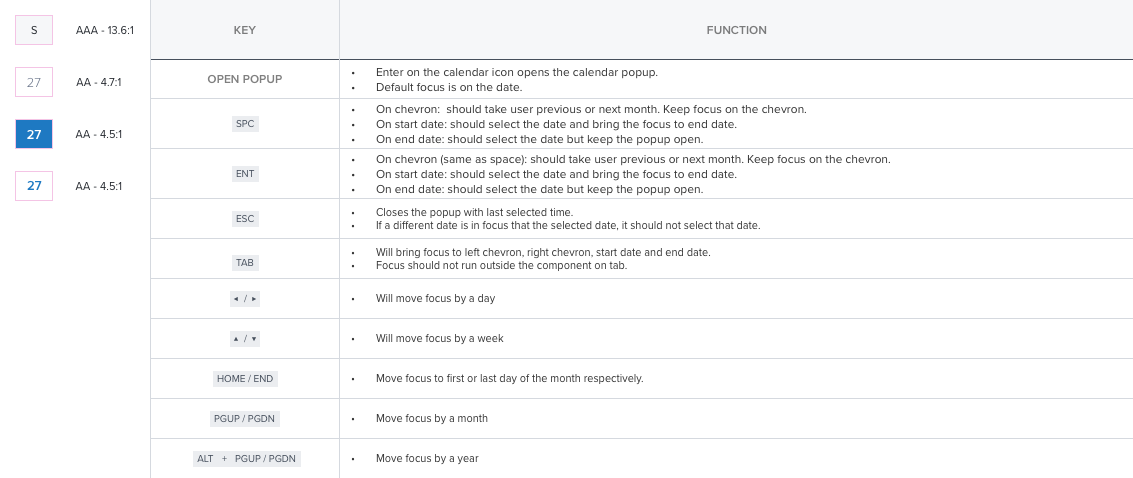 S AAA - 13.6:1
27 AA - 4.7:1
27 AA - 4.5:1
27 AA - 4.5:1
KEY FUNCTION
OPEN POPUP
• Enter on the calendar icon opens the calendar popup.
• Default focus is on the date.
SPC
• On chevron:  should take user previous or next month. Keep focus on the chevron.
• On start date: should select the date and bring the focus to end date.
• On end date: should select the date but keep the popup open.
ENT
• On chevron (same as space): should take user previous or next month. Keep focus on the chevron.
• On start date: should select the date and bring the focus to end date.
• On end date: should select the date but keep the popup open.
ESC
• Closes the popup with last selected time.
• If a different date is in focus that the selected date, it should not select that date.
TAB
• Will bring focus to left chevron, right chevron, start date and end date.
• Focus should not run outside the component on tab.
◂ / ▸
• Will move focus by a day
▴ / ▾
• Will move focus by a week
HOME / END
• Move focus to first or last day of the month respectively.
PGUP / PGDN
• Move focus by a month
ALT + PGUP / PGDN
• Move focus by a year